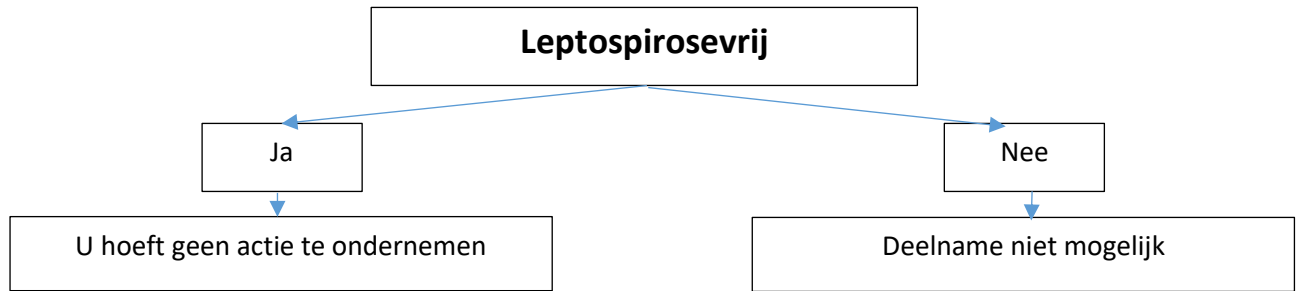 Leptospirosevrij
Ja
Nee
U hoeft geen actie te ondernemen
Deelname niet mogelijk